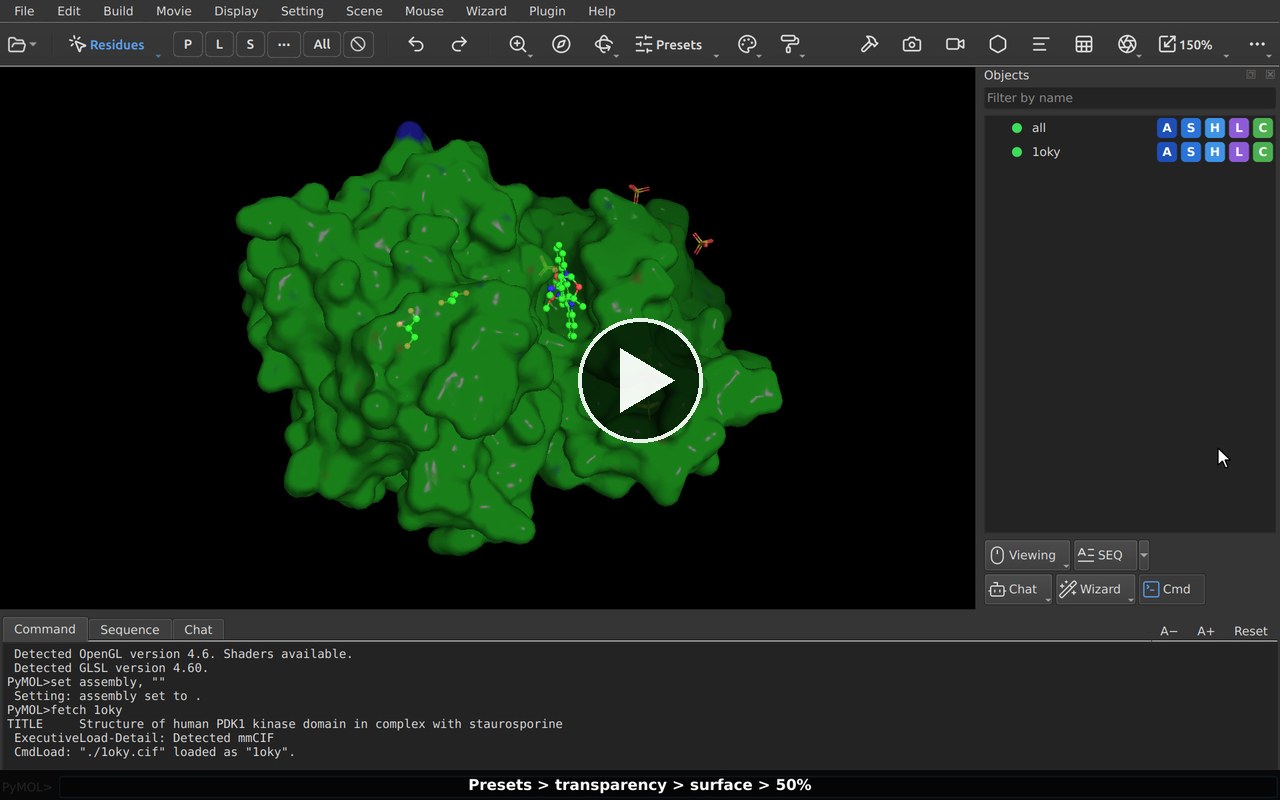 File Edit Build Movie Display Setting Scene Mouse Wizard Plugin Help
Residues P L S ... All Presets 150% ...
Objects
Filter by name
all A S H L C
1oky A S H L C
Viewing SEQ
Chat Wizard Cmd
Command Sequence Chat A− A+ Reset
Detected OpenGL version 4.6. Shaders available.
Detected GLSL version 4.60.
PyMOL>set assembly, ""
Setting: assembly set to .
PyMOL>fetch 1oky
TITLE     Structure of human PDK1 kinase domain in complex with staurosporine
ExecutiveLoad-Detail: Detected mmCIF
CmdLoad: "./1oky.cif" loaded as "1oky".
PyMOL>
Presets > transparency > surface > 50%